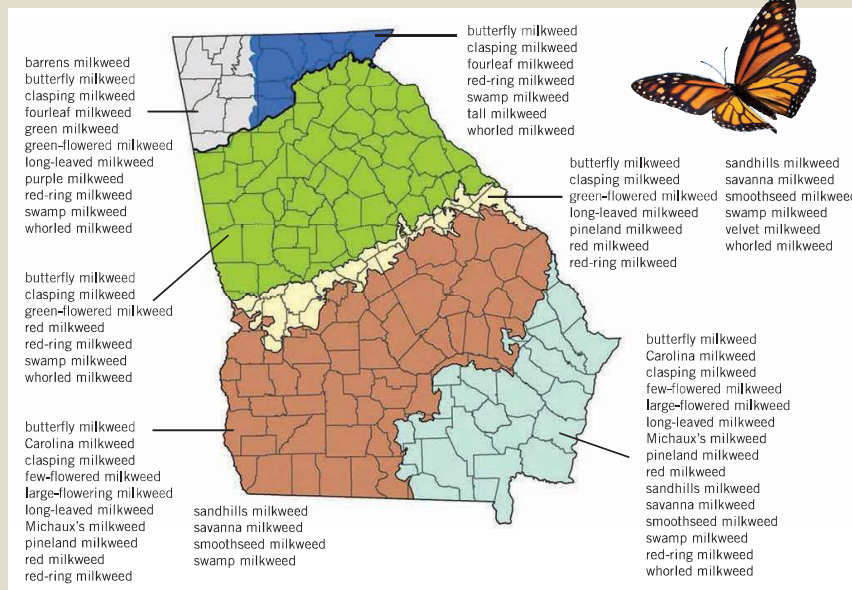 barrens milkweed
butterfly milkweed
clasping milkweed
fourleaf milkweed
green milkweed
green-flowered milkweed
long-leaved milkweed
purple milkweed
red-ring milkweed
swamp milkweed
whorled milkweed
butterfly milkweed
clasping milkweed
fourleaf milkweed
red-ring milkweed
swamp milkweed
tall milkweed
whorled milkweed
butterfly milkweed
clasping milkweed
green-flowered milkweed
long-leaved milkweed
pineland milkweed
red milkweed
red-ring milkweed
sandhills milkweed
savanna milkweed
smoothseed milkweed
swamp milkweed
velvet milkweed
whorled milkweed
butterfly milkweed
clasping milkweed
green-flowered milkweed
red milkweed
red-ring milkweed
swamp milkweed
whorled milkweed
butterfly milkweed
Carolina milkweed
clasping milkweed
few-flowered milkweed
large-flowering milkweed
long-leaved milkweed
Michaux's milkweed
pineland milkweed
red milkweed
red-ring milkweed
sandhills milkweed
savanna milkweed
smoothseed milkweed
swamp milkweed
butterfly milkweed
Carolina milkweed
clasping milkweed
few-flowered milkweed
large-flowered milkweed
long-leaved milkweed
Michaux's milkweed
pineland milkweed
red milkweed
sandhills milkweed
savanna milkweed
smoothseed milkweed
swamp milkweed
red-ring milkweed
whorled milkweed